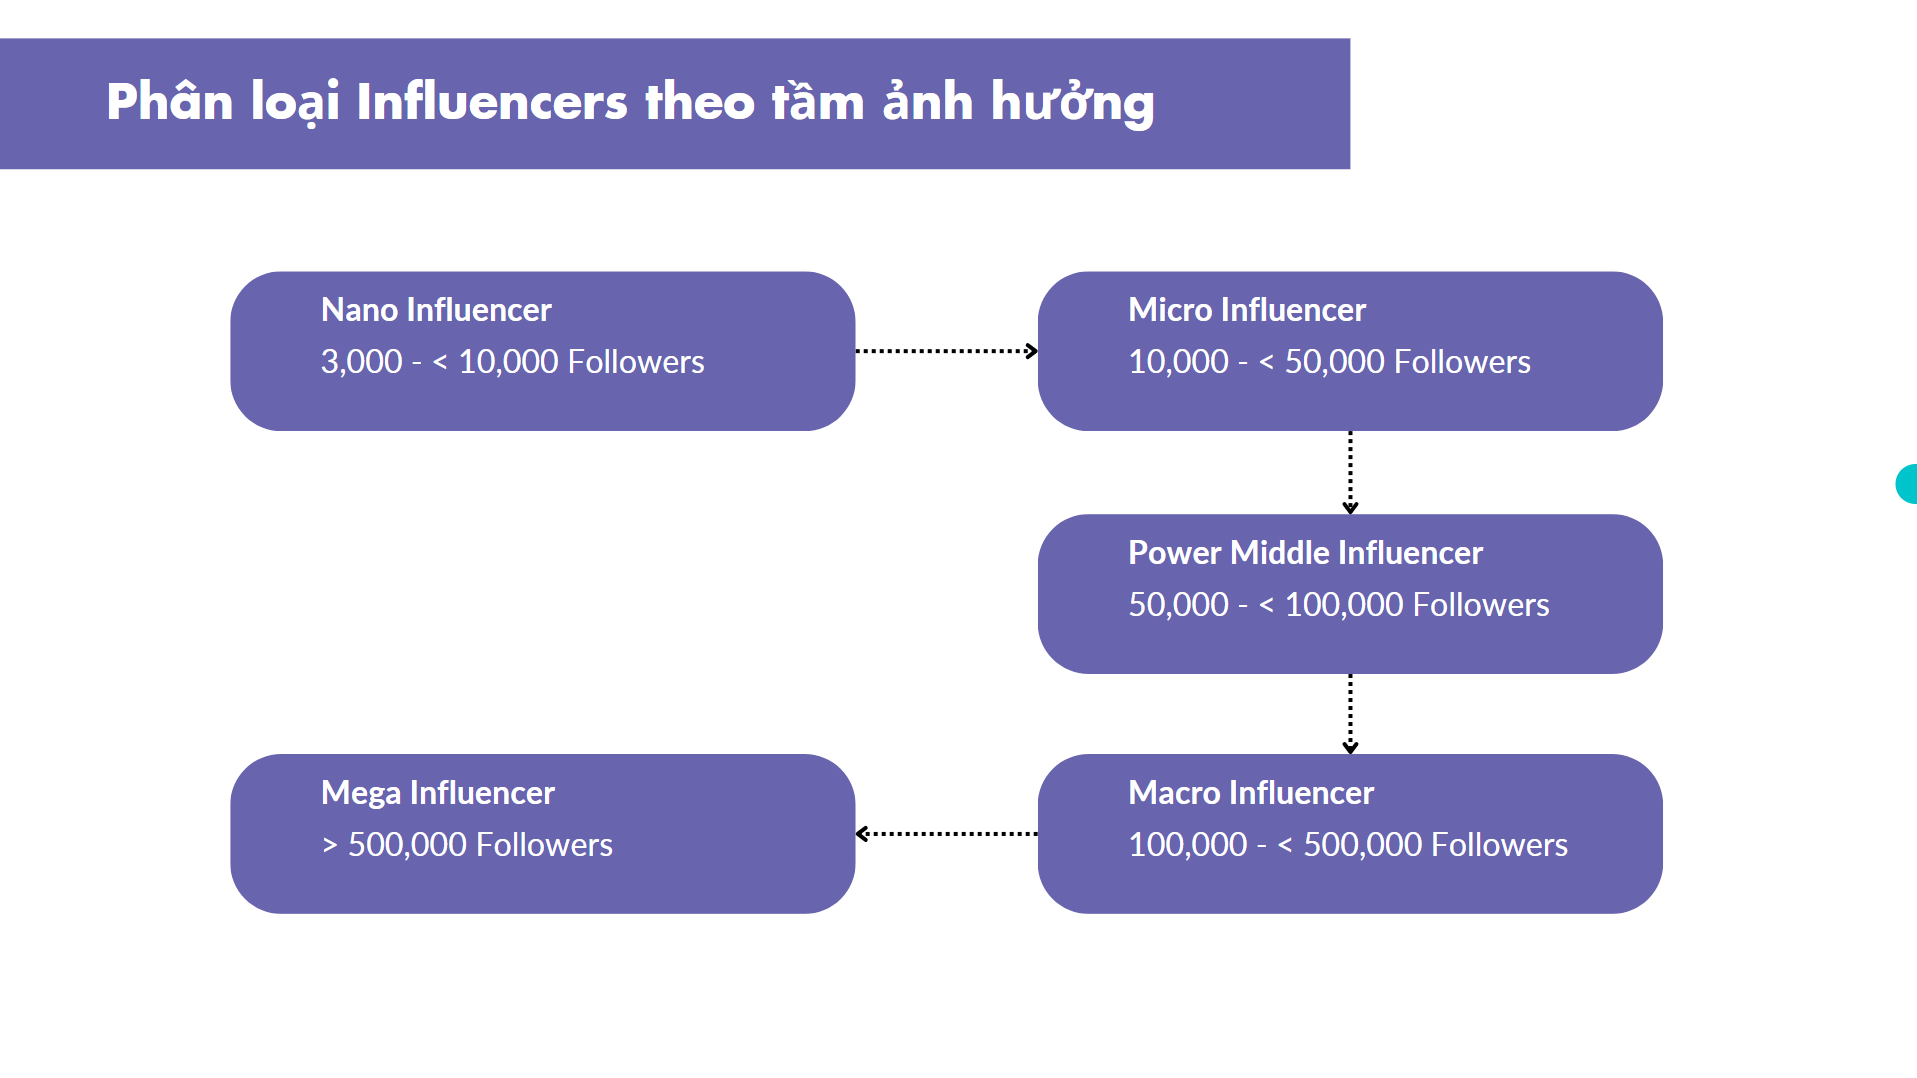 Phân loại Influencers theo tầm ảnh hưởng
Nano Influencer
3,000 - < 10,000 Followers
Micro Influencer
10,000 - < 50,000 Followers
Power Middle Influencer
50,000 - < 100,000 Followers
Macro Influencer
100,000 - < 500,000 Followers
Mega Influencer
> 500,000 Followers